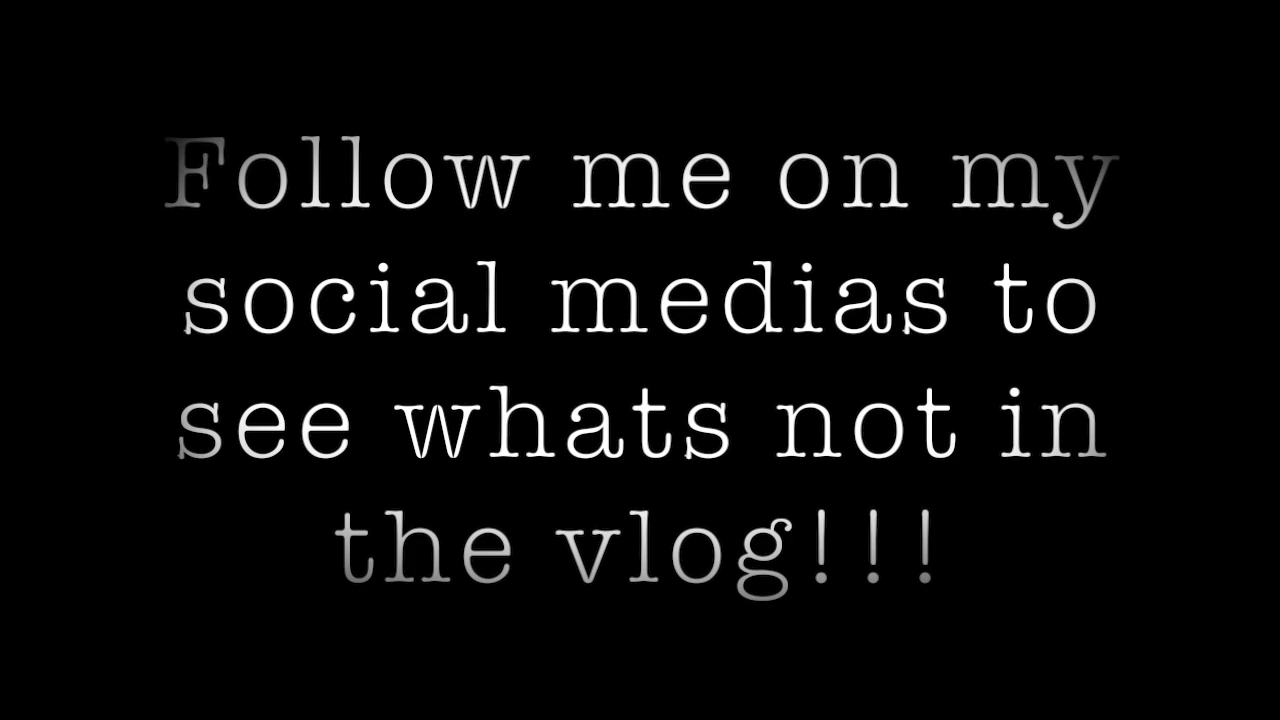 Follow me on my
social medias to
see whats not in
the vlog!!!